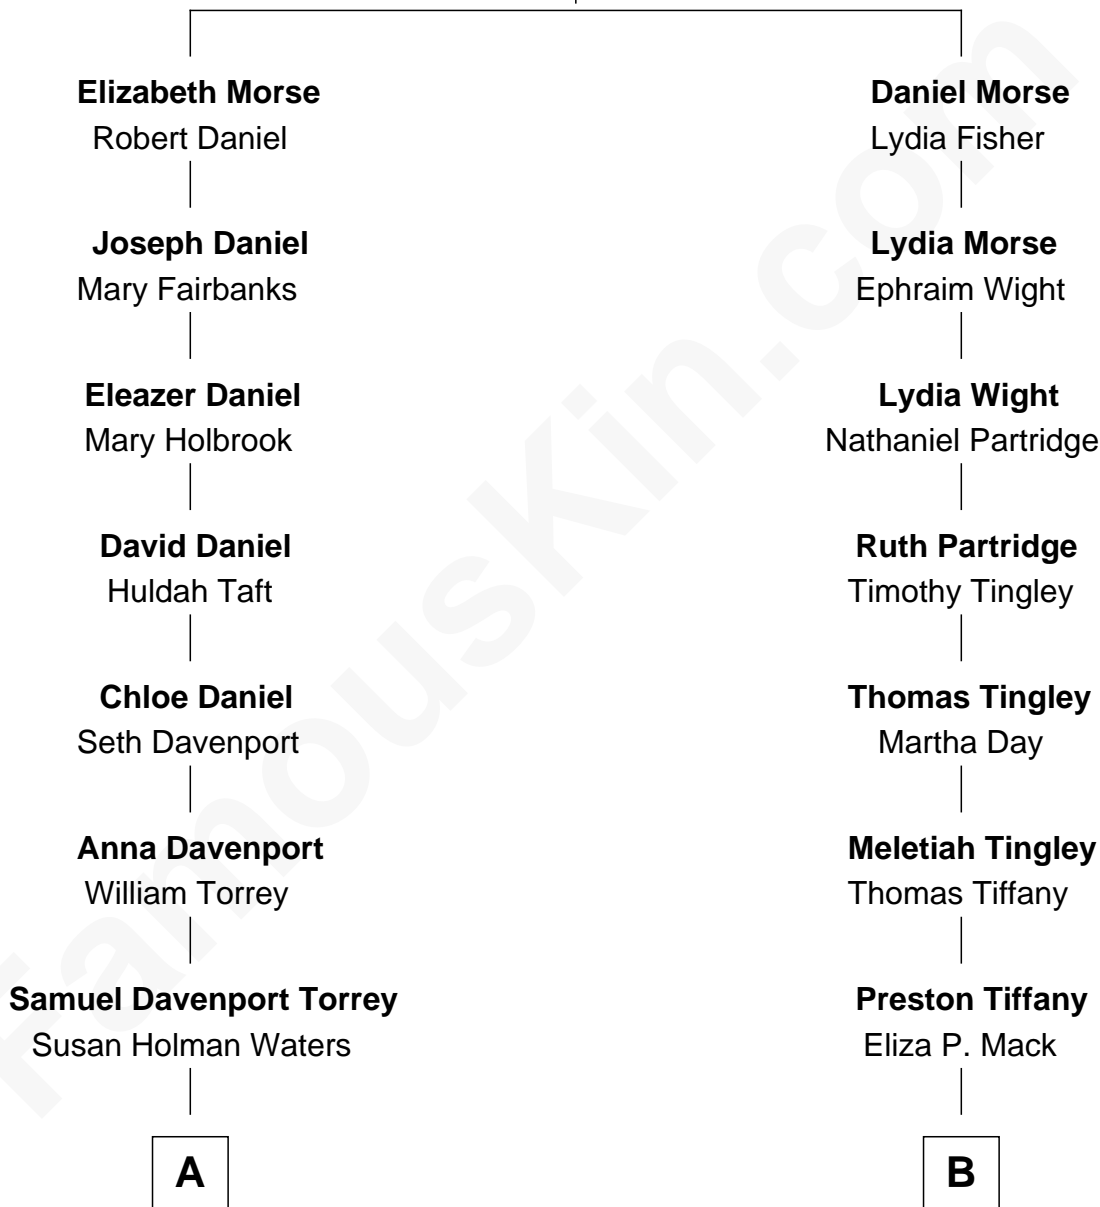 Elizabeth Morse
Robert Daniel
Joseph Daniel
Mary Fairbanks
Eleazer Daniel
Mary Holbrook
David Daniel
Huldah Taft
Chloe Daniel
Seth Davenport
Anna Davenport
William Torrey
Samuel Davenport Torrey
Susan Holman Waters
A
Daniel Morse
Lydia Fisher
Lydia Morse
Ephraim Wight
Lydia Wight
Nathaniel Partridge
Ruth Partridge
Timothy Tingley
Thomas Tingley
Martha Day
Meletiah Tingley
Thomas Tiffany
Preston Tiffany
Eliza P. Mack
B
FamousKin.com